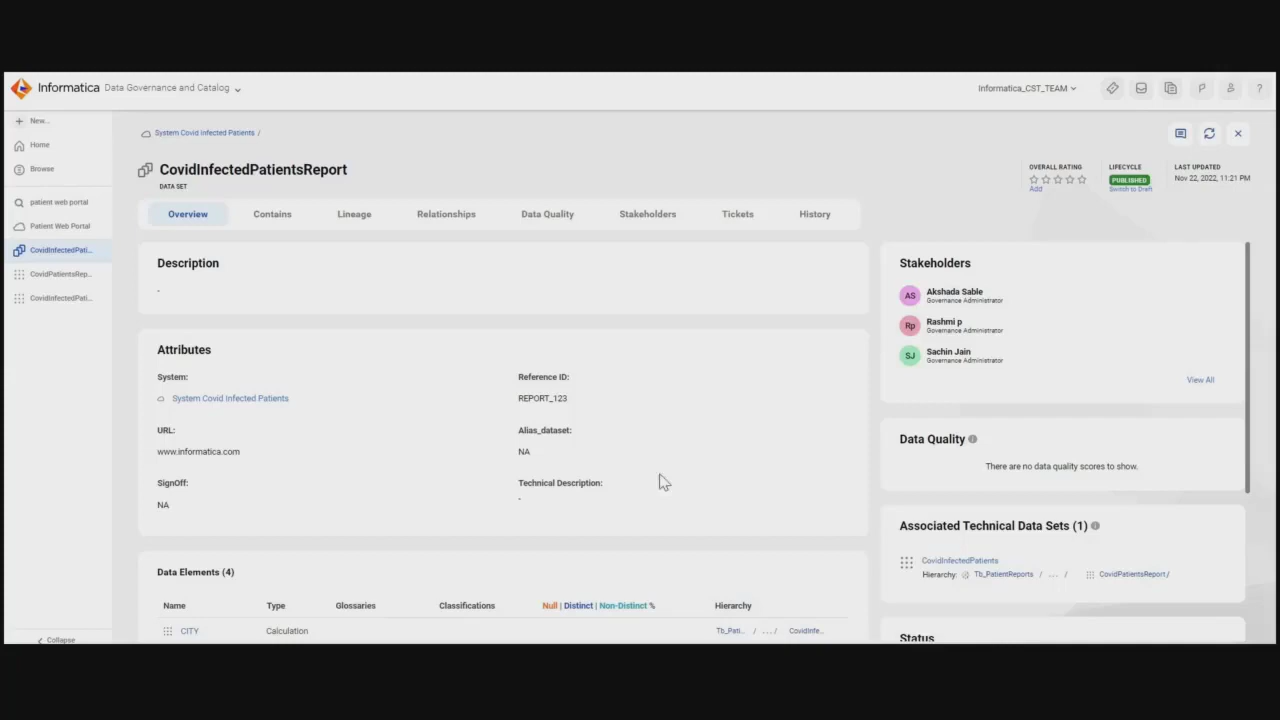 Informatica Data Governance and Catalog
Informatica_CST_TEAM
?
New...
Home
Browse
patient web portal
Patient Web Portal
CovidInfectedPati...
CovidPatientsRep...
CovidInfectedPati...
Collapse
System Covid Infected Patients /
CovidInfectedPatientsReport
DATA SET
OVERALL RATING
Add
LIFECYCLE
PUBLISHED
Switch to Draft
LAST UPDATED
Nov 22, 2022, 11:21 PM
Overview Contains Lineage Relationships Data Quality Stakeholders Tickets History
Description
-
Attributes
System:
System Covid Infected Patients
Reference ID:
REPORT_123
URL:
www.informatica.com
Alias_dataset:
NA
SignOff:
NA
Technical Description:
-
Data Elements (4)
Name Type Glossaries Classifications Null | Distinct | Non-Distinct % Hierarchy
CITY Calculation Tb_Pati... / ... / CovidInfe...
Stakeholders
AS Akshada Sable
Governance Administrator
Rp Rashmi p
Governance Administrator
SJ Sachin Jain
Governance Administrator
View All
Data Quality
There are no data quality scores to show.
Associated Technical Data Sets (1)
CovidInfectedPatients
Hierarchy: Tb_PatientReports / ... / CovidPatientsReport /
Status